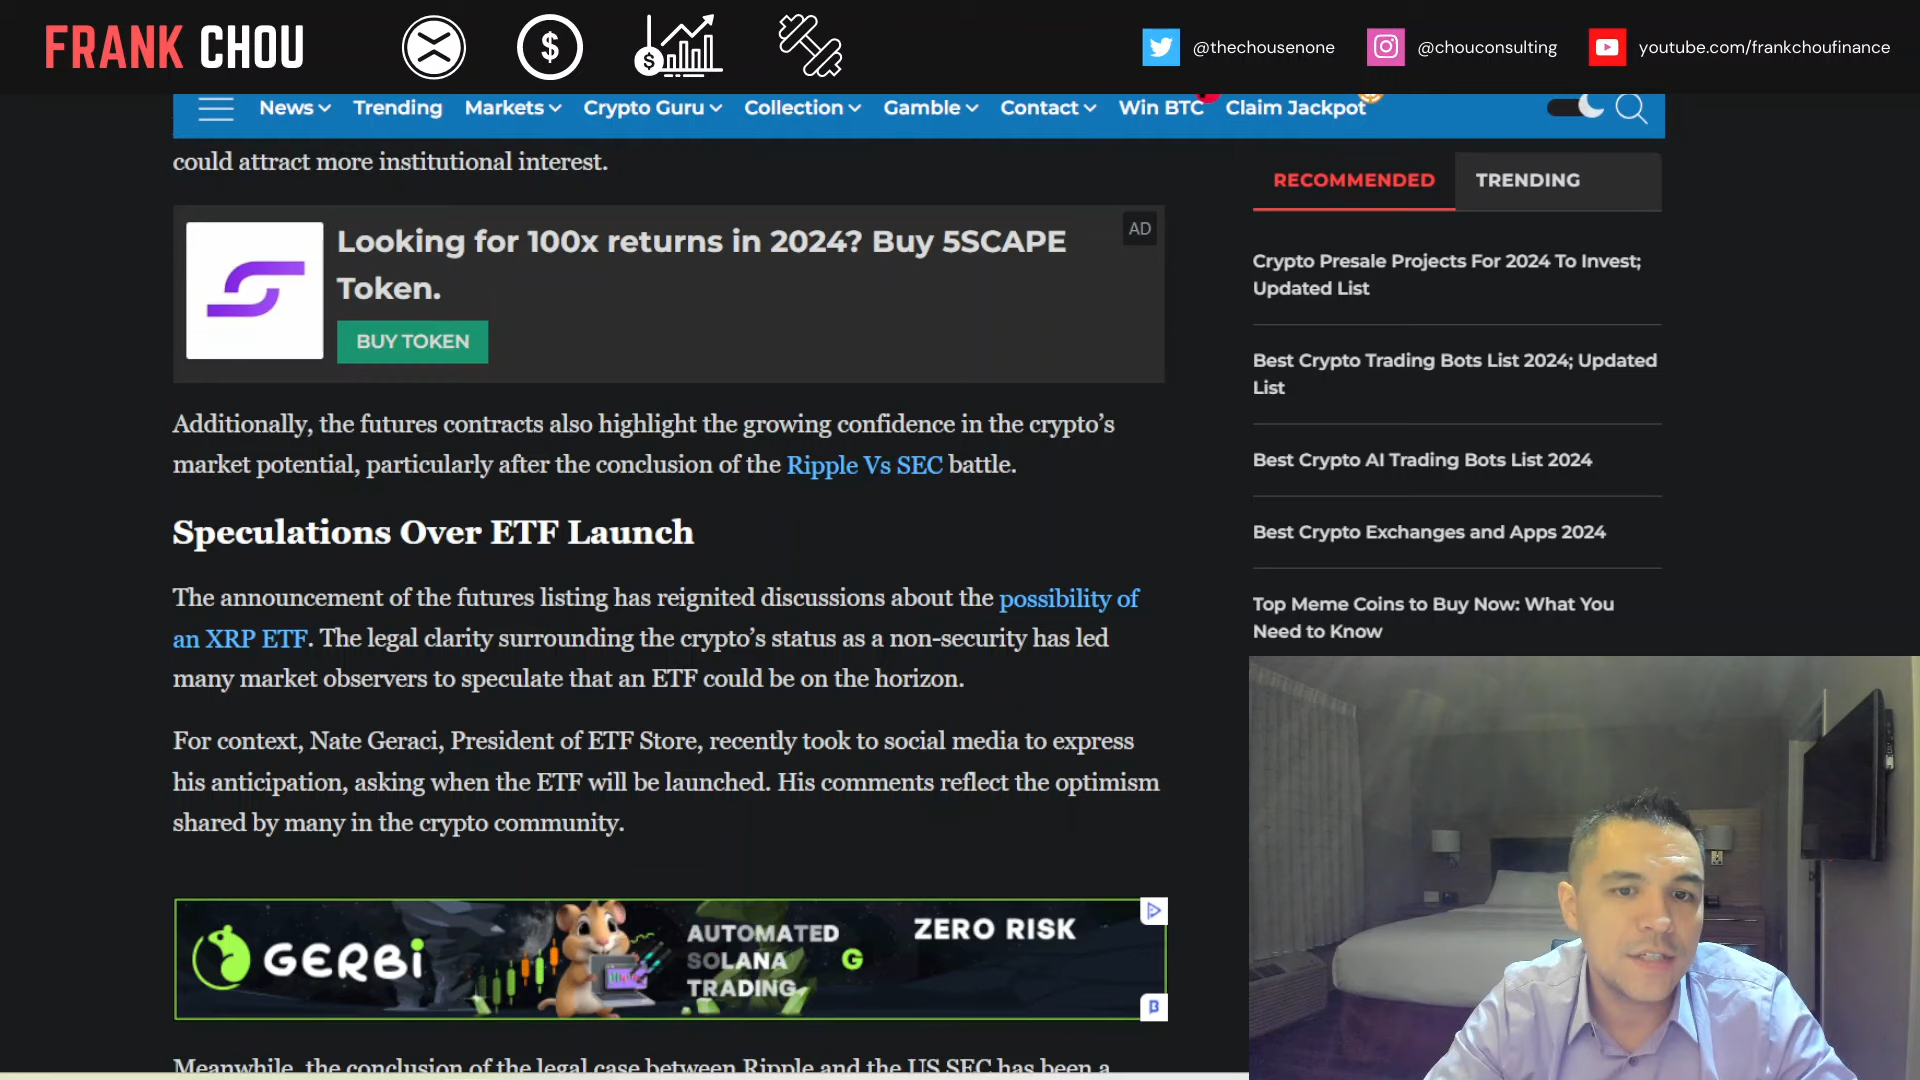 FRANK CHOU
@thechousenone
@chouconsulting
youtube.com/frankchoufinance
News
Trending
Markets
Crypto Guru
Collection
Gamble
Contact
Win BTC
Claim Jackpot
could attract more institutional interest.
Looking for 100x returns in 2024? Buy 5SCAPE
Token.
AD
BUY TOKEN
Additionally, the futures contracts also highlight the growing confidence in the crypto’s
market potential, particularly after the conclusion of the Ripple Vs SEC battle.
Speculations Over ETF Launch
The announcement of the futures listing has reignited discussions about the possibility of
an XRP ETF. The legal clarity surrounding the crypto’s status as a non-security has led
many market observers to speculate that an ETF could be on the horizon.
For context, Nate Geraci, President of ETF Store, recently took to social media to express
his anticipation, asking when the ETF will be launched. His comments reflect the optimism
shared by many in the crypto community.
GERBi
AUTOMATED
SOLANA
TRADING
G
ZERO RISK
Meanwhile, the conclusion of the legal case between Ripple and the US SEC has been a
RECOMMENDED
TRENDING
Crypto Presale Projects For 2024 To Invest;
Updated List
Best Crypto Trading Bots List 2024; Updated
List
Best Crypto AI Trading Bots List 2024
Best Crypto Exchanges and Apps 2024
Top Meme Coins to Buy Now: What You
Need to Know